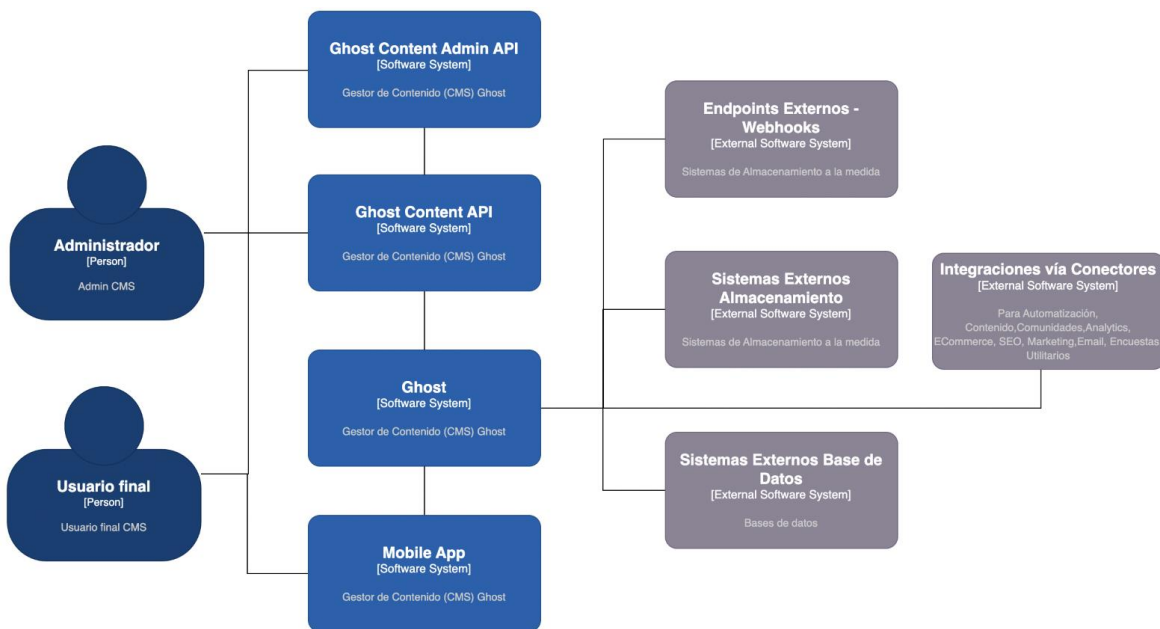 Ghost Content Admin API
[Software System]
Gestor de Contenido (CMS) Ghost
Ghost Content API
[Software System]
Gestor de Contenido (CMS) Ghost
Ghost
[Software System]
Gestor de Contenido (CMS) Ghost
Mobile App
[Software System]
Gestor de Contenido (CMS) Ghost
Administrador
[Person]
Admin CMS
Usuario final
[Person]
Usuario final CMS
Endpoints Externos -
Webhooks
[External Software System]
Sistemas de Almacenamiento a la medida
Sistemas Externos
Almacenamiento
[External Software System]
Sistemas de Almacenamiento a la medida
Sistemas Externos Base de
Datos
[External Software System]
Bases de datos
Integraciones vía Conectores
[External Software System]
Para Automatización,
Contenido,Comunidades,Analytics,
ECommerce, SEO, Marketing,Email, Encuestas
Utilitarios